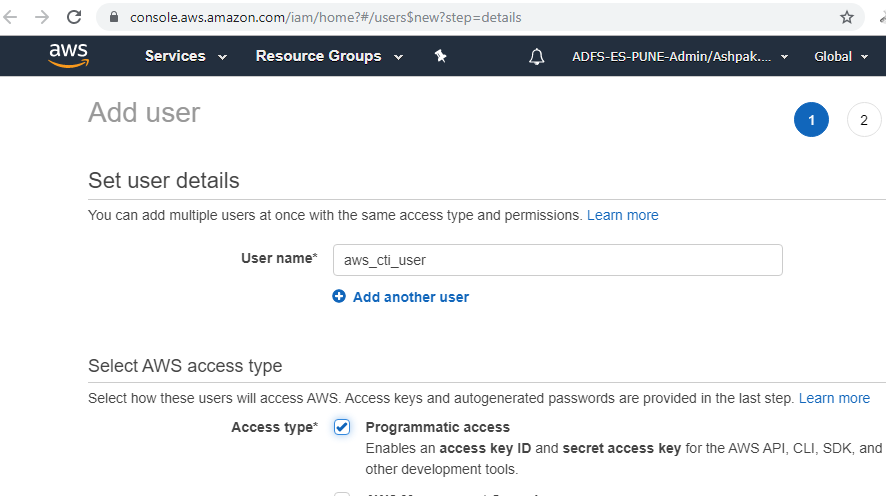 console.aws.amazon.com/iam/home?#/users$new?step=details
aws Services Resource Groups ADFS-ES-PUNE-Admin/Ashpak.... Global
Add user 1 2
Set user details
You can add multiple users at once with the same access type and permissions. Learn more
User name* aws_cti_user
Add another user
Select AWS access type
Select how these users will access AWS. Access keys and autogenerated passwords are provided in the last step. Learn more
Access type* Programmatic access
Enables an access key ID and secret access key for the AWS API, CLI, SDK, and
other development tools.